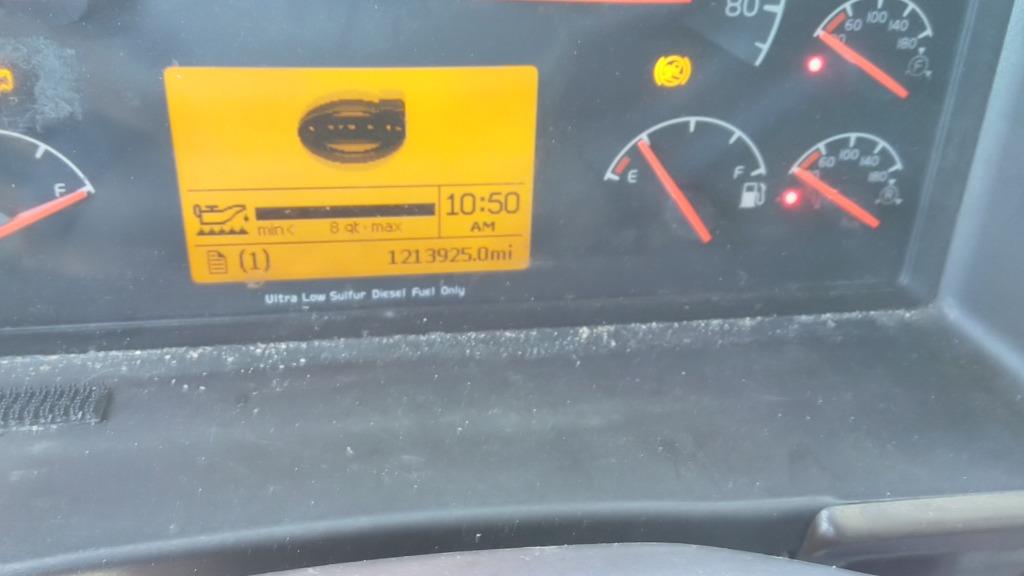 80
60 100 140
180
F
E
F
60 100 140
180
10:50
AM
min<
8 qt - max
(1)
1213925.0mi
Ultra Low Sulfur Diesel Fuel Only